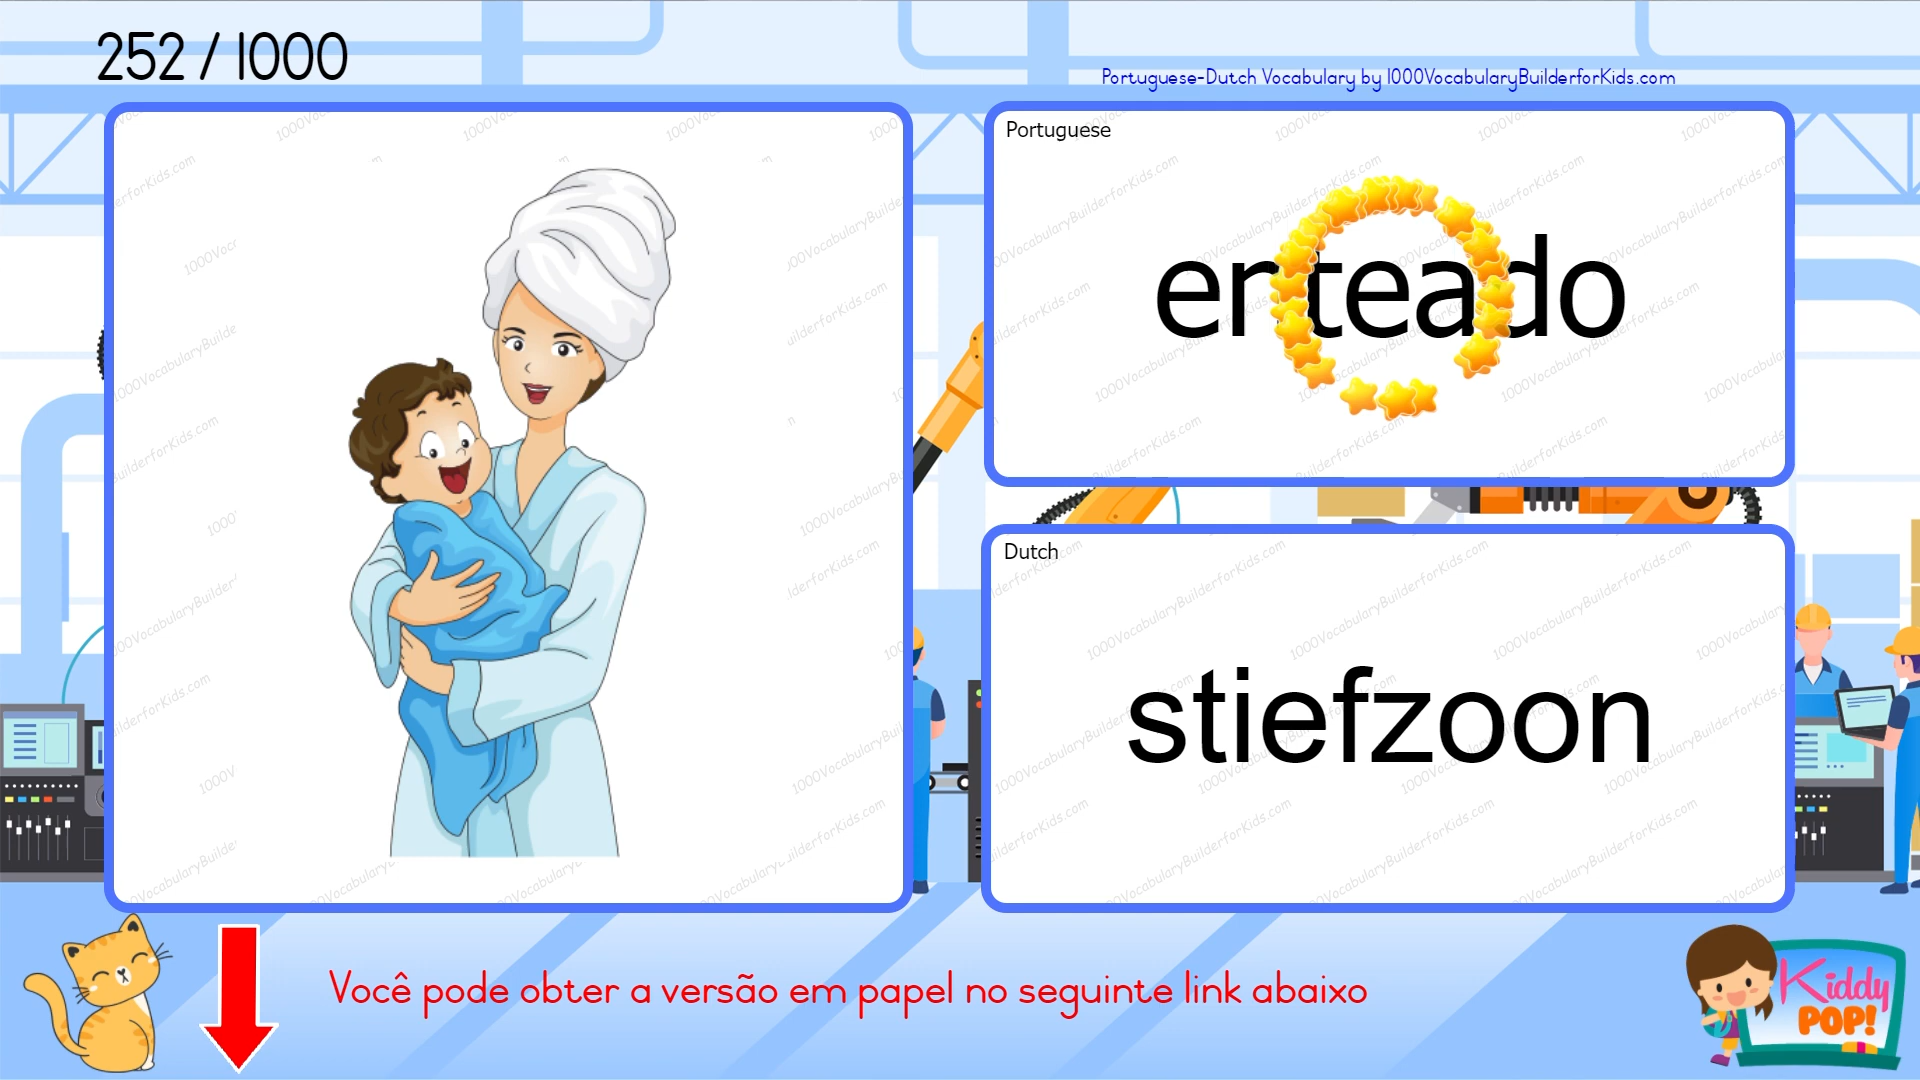 252 / 1000
Portuguese-Dutch Vocabulary by 1000VocabularyBuilderforKids.com
Portuguese
enteado
Dutch
stiefzoon
Você pode obter a versão em papel no seguinte link abaixo
Kiddy
POP!